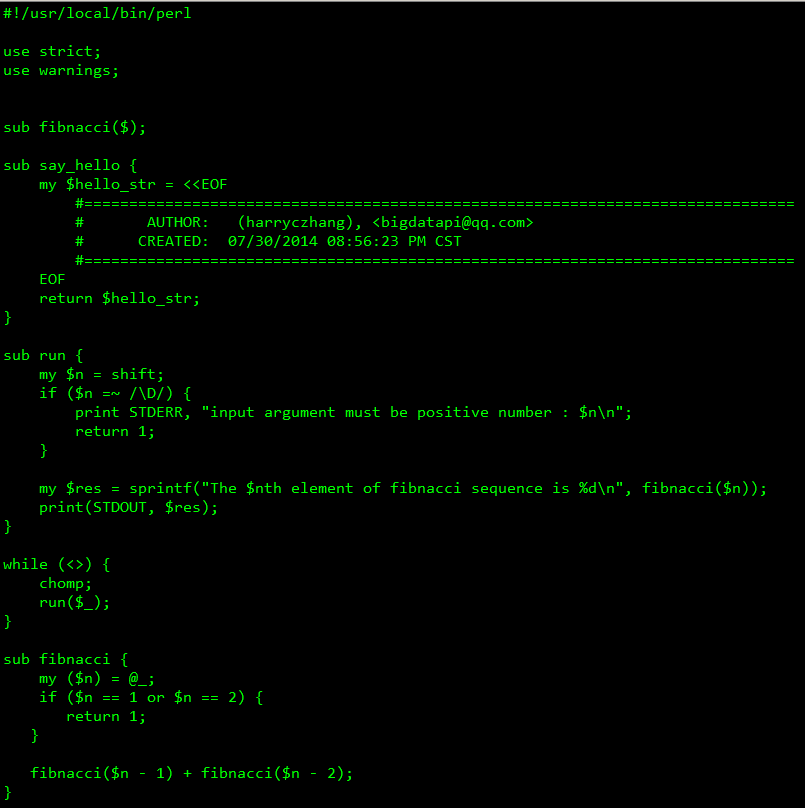 #!/usr/local/bin/perl

use strict;
use warnings;


sub fibnacci($);

sub say_hello {
    my $hello_str = <<EOF
        #===============================================================================
        #       AUTHOR:   (harryczhang), <bigdatapi@qq.com>
        #      CREATED:  07/30/2014 08:56:23 PM CST
        #===============================================================================
    EOF
    return $hello_str;
}

sub run {
    my $n = shift;
    if ($n =~ /\D/) {
        print STDERR, "input argument must be positive number : $n\n";
        return 1;
    }

    my $res = sprintf("The $nth element of fibnacci sequence is %d\n", fibnacci($n));
    print(STDOUT, $res);
}

while (<>) {
    chomp;
    run($_);
}

sub fibnacci {
    my ($n) = @_;
    if ($n == 1 or $n == 2) {
       return 1;
   }

   fibnacci($n - 1) + fibnacci($n - 2);
}